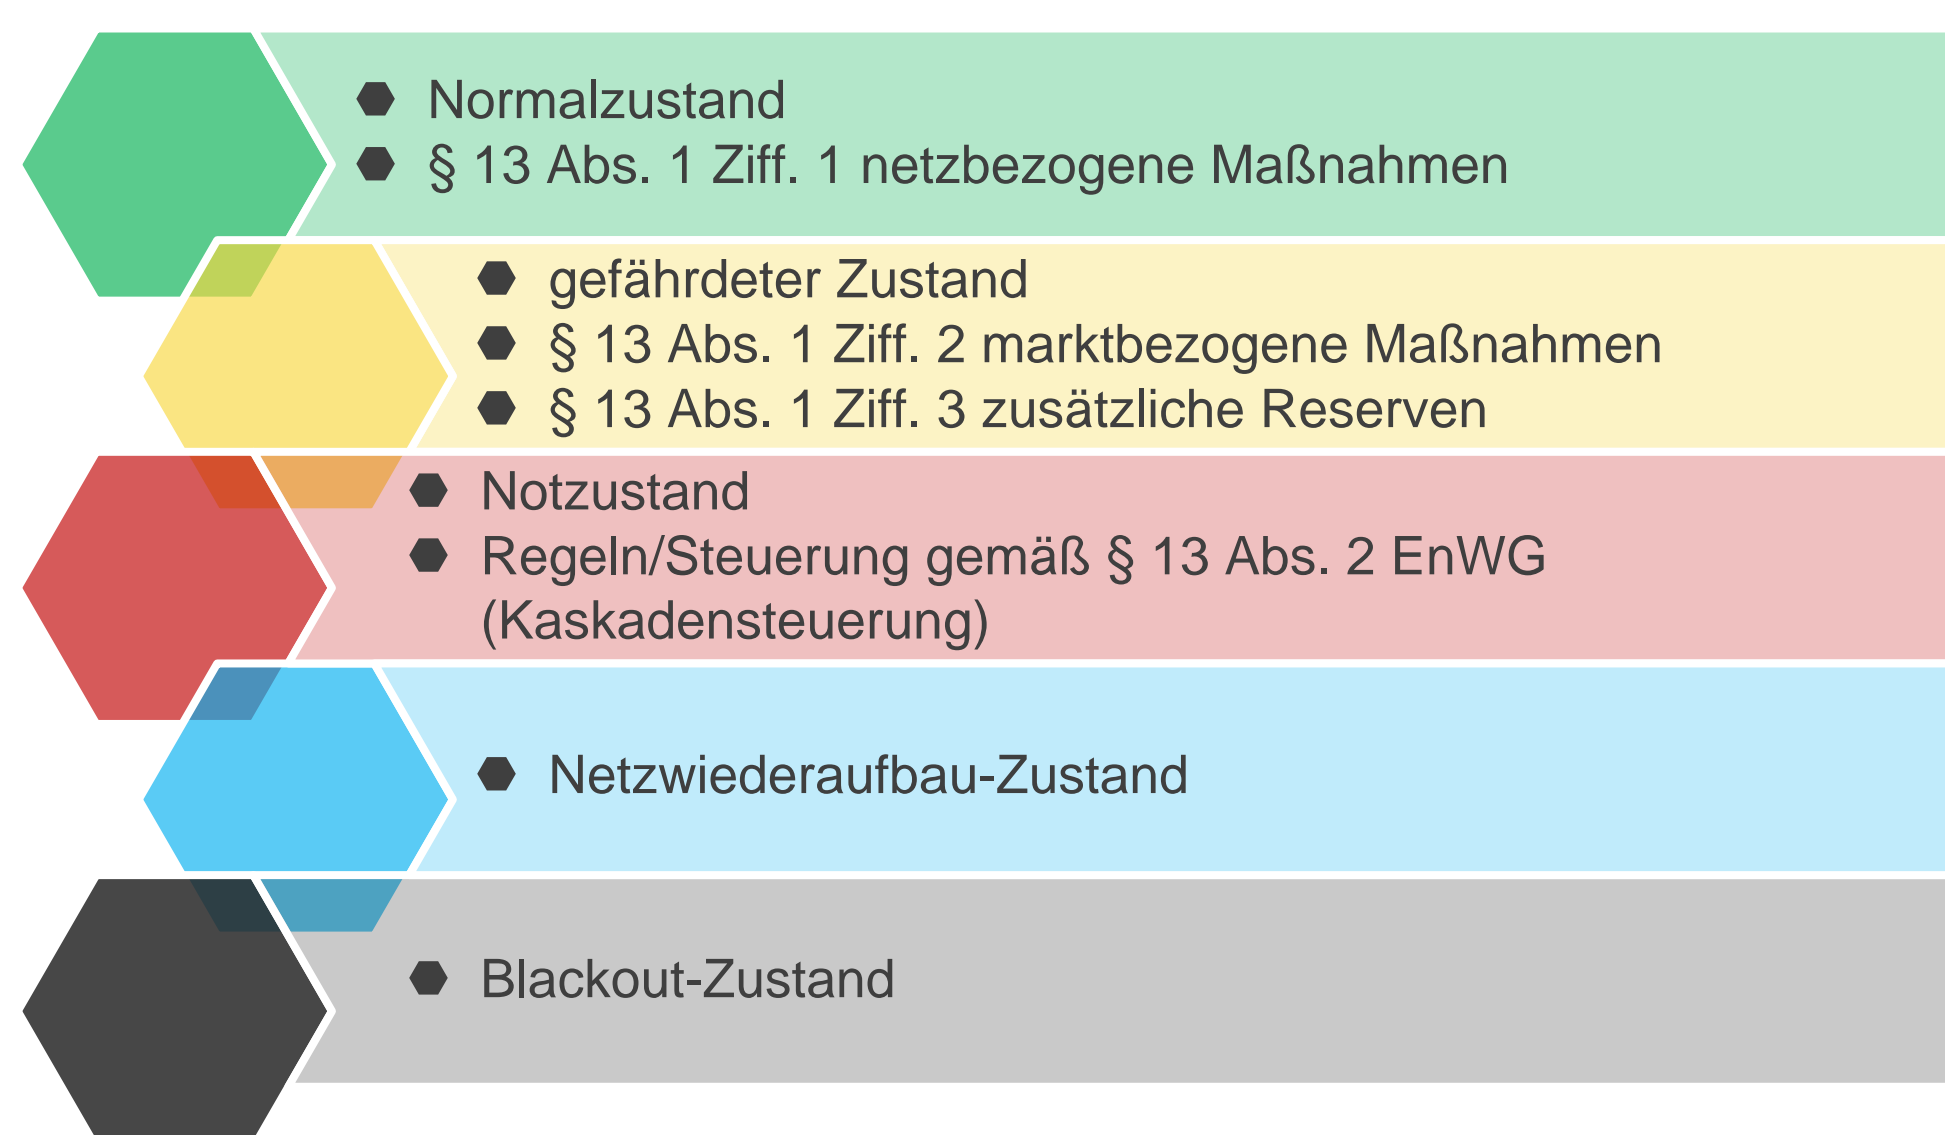 Normalzustand
§ 13 Abs. 1 Ziff. 1 netzbezogene Maßnahmen
gefährdeter Zustand
§ 13 Abs. 1 Ziff. 2 marktbezogene Maßnahmen
§ 13 Abs. 1 Ziff. 3 zusätzliche Reserven
Notzustand
Regeln/Steuerung gemäß § 13 Abs. 2 EnWG
(Kaskadensteuerung)
Netzwiederaufbau-Zustand
Blackout-Zustand